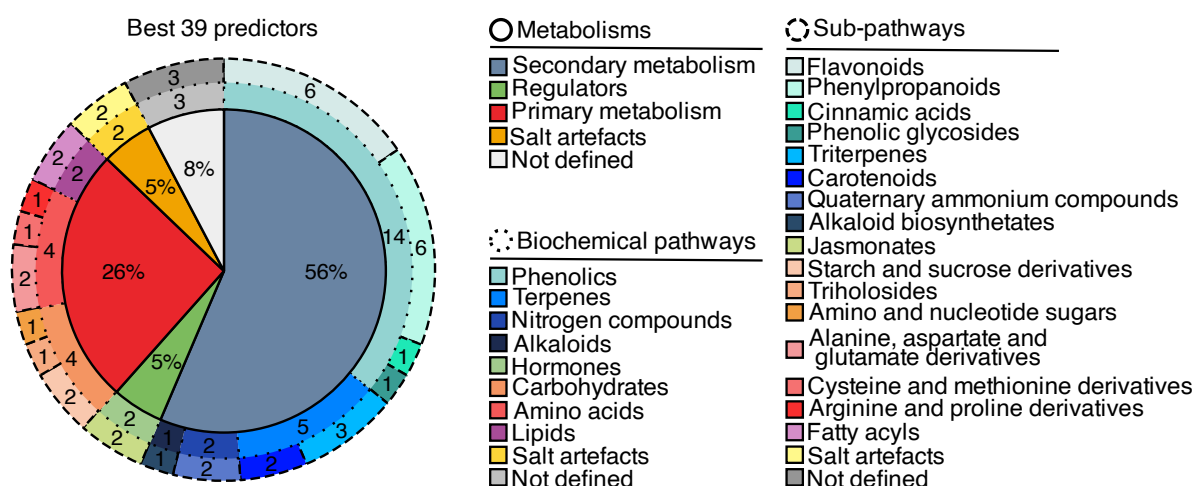 Best 39 predictors
3
3
6
2
2
2
2
1
1
4
2
1
1
4
2
2
2
1
1
2
2
5
2
3
1
1
14
6
8%
5%
26%
5%
56%
Metabolisms
Secondary metabolism
Regulators
Primary metabolism
Salt artefacts
Not defined
Biochemical pathways
Phenolics
Terpenes
Nitrogen compounds
Alkaloids
Hormones
Carbohydrates
Amino acids
Lipids
Salt artefacts
Not defined
Sub-pathways
Flavonoids
Phenylpropanoids
Cinnamic acids
Phenolic glycosides
Triterpenes
Carotenoids
Quaternary ammonium compounds
Alkaloid biosynthetates
Jasmonates
Starch and sucrose derivatives
Triholosides
Amino and nucleotide sugars
Alanine, aspartate and
glutamate derivatives
Cysteine and methionine derivatives
Arginine and proline derivatives
Fatty acyls
Salt artefacts
Not defined